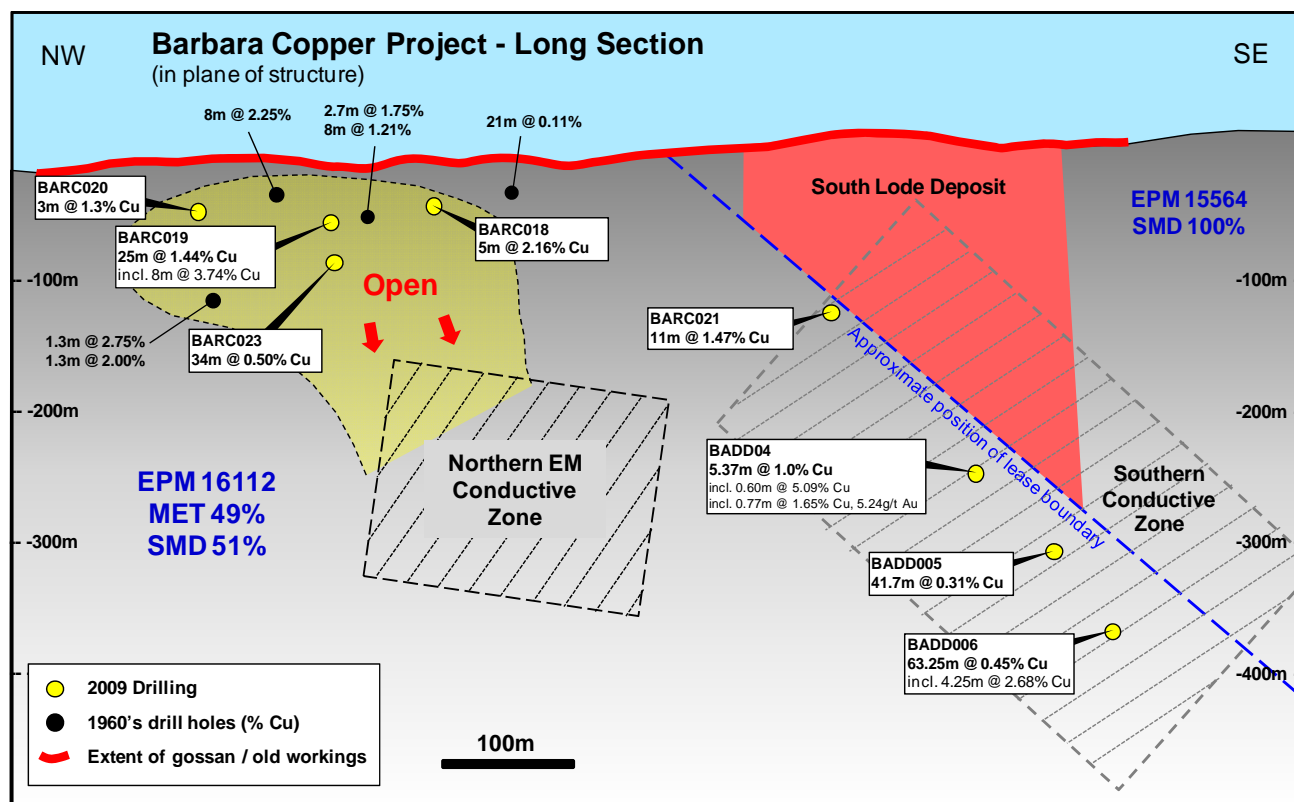 NW
Barbara Copper Project - Long Section
(in plane of structure)
SE
8m @ 2.25%
2.7m @ 1.75%
8m @ 1.21%
21m @ 0.11%
BARC020
3m @ 1.3% Cu
BARC019
25m @ 1.44% Cu
incl. 8m @ 3.74% Cu
BARC018
5m @ 2.16% Cu
South Lode Deposit
EPM 15564
SMD 100%
-100m
Open
-100m
1.3m @ 2.75%
1.3m @ 2.00%
BARC023
34m @ 0.50% Cu
BARC021
11m @ 1.47% Cu
Approximate position of lease boundary
-200m
-200m
EPM 16112
MET 49%
SMD 51%
Northern EM
Conductive
Zone
BADD04
5.37m @ 1.0% Cu
incl. 0.60m @ 5.09% Cu
incl. 0.77m @ 1.65% Cu, 5.24g/t Au
Southern
Conductive
Zone
-300m
-300m
BADD005
41.7m @ 0.31% Cu
BADD006
63.25m @ 0.45% Cu
incl. 4.25m @ 2.68% Cu
-400m
-400m
2009 Drilling
1960's drill holes (% Cu)
Extent of gossan / old workings
100m